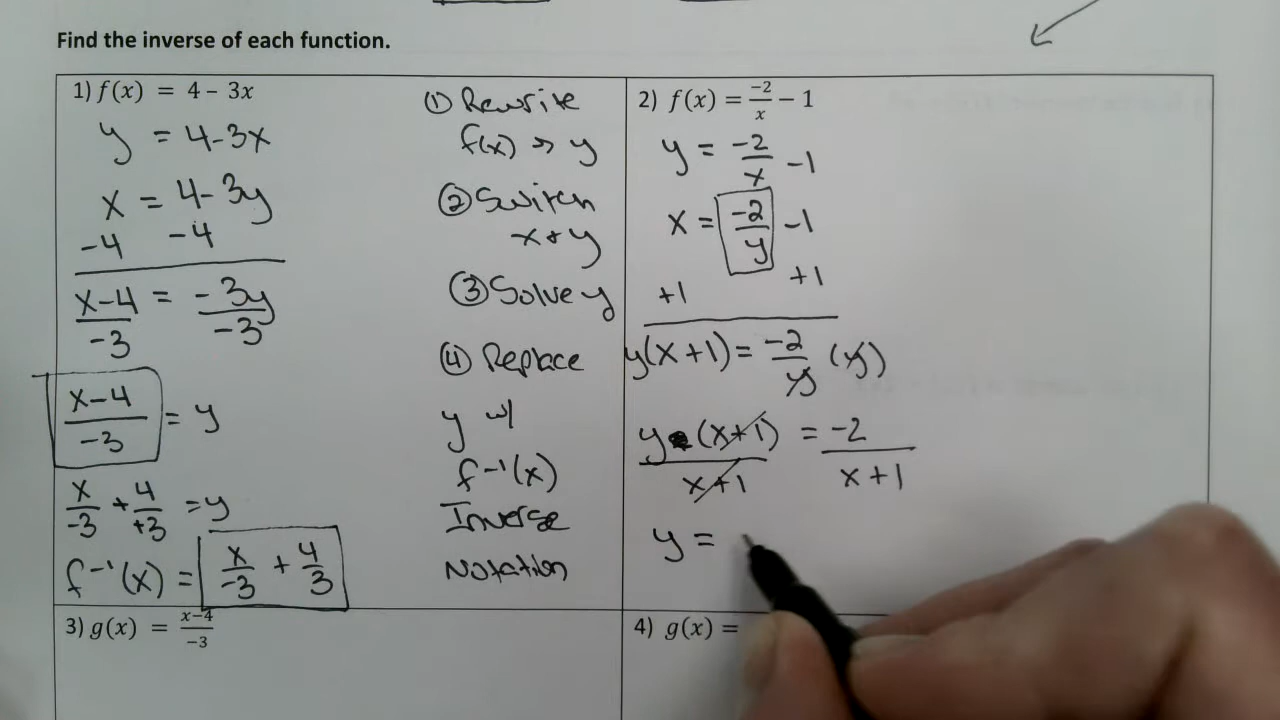 Find the inverse of each function.
1) f(x) = 4 – 3x
y = 4-3x
x = 4-3y
-4 -4
x-4 = -3y
-3 -3
x-4
-3 = y
x/-3 + 4/+3 = y
f⁻¹(x) = x/-3 + 4/3
① Rewrite
f(x) → y
② Switch
x + y
③ Solve y
④ Replace
y w/
f⁻¹(x)
Inverse
Notation
2) f(x) = -2/x – 1
y = -2/x -1
x = -2/y -1
+1 +1
y(x+1) = -2/y (y)
y (x+1) = -2
x+1 x+1
y =
3) g(x) = x–4/–3
4) g(x) =